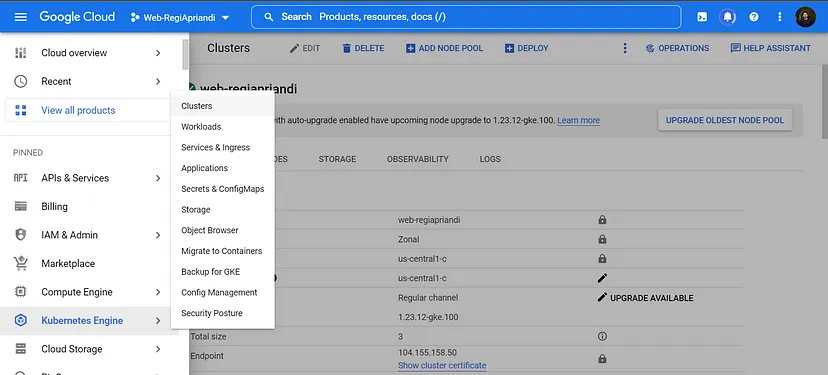 Google Cloud
Web-RegiApriandi
Search Products, resources, docs (/)
Cloud overview
Recent
View all products
PINNED
APIs & Services
Billing
IAM & Admin
Marketplace
Compute Engine
Kubernetes Engine
Cloud Storage
Clusters
Workloads
Services & Ingress
Applications
Secrets & ConfigMaps
Storage
Object Browser
Migrate to Containers
Backup for GKE
Config Management
Security Posture
Clusters
EDIT
DELETE
ADD NODE POOL
DEPLOY
OPERATIONS
HELP ASSISTANT
web-regiapriandi
with auto-upgrade enabled have upcoming node upgrade to 1.23.12-gke.100. Learn more
UPGRADE OLDEST NODE POOL
STORAGE
OBSERVABILITY
LOGS
web-regiapriandi
Zonal
us-central1-c
us-central1-c
Regular channel
UPGRADE AVAILABLE
1.23.12-gke.100
Total size 3
Endpoint 104.155.158.50
Show cluster certificate